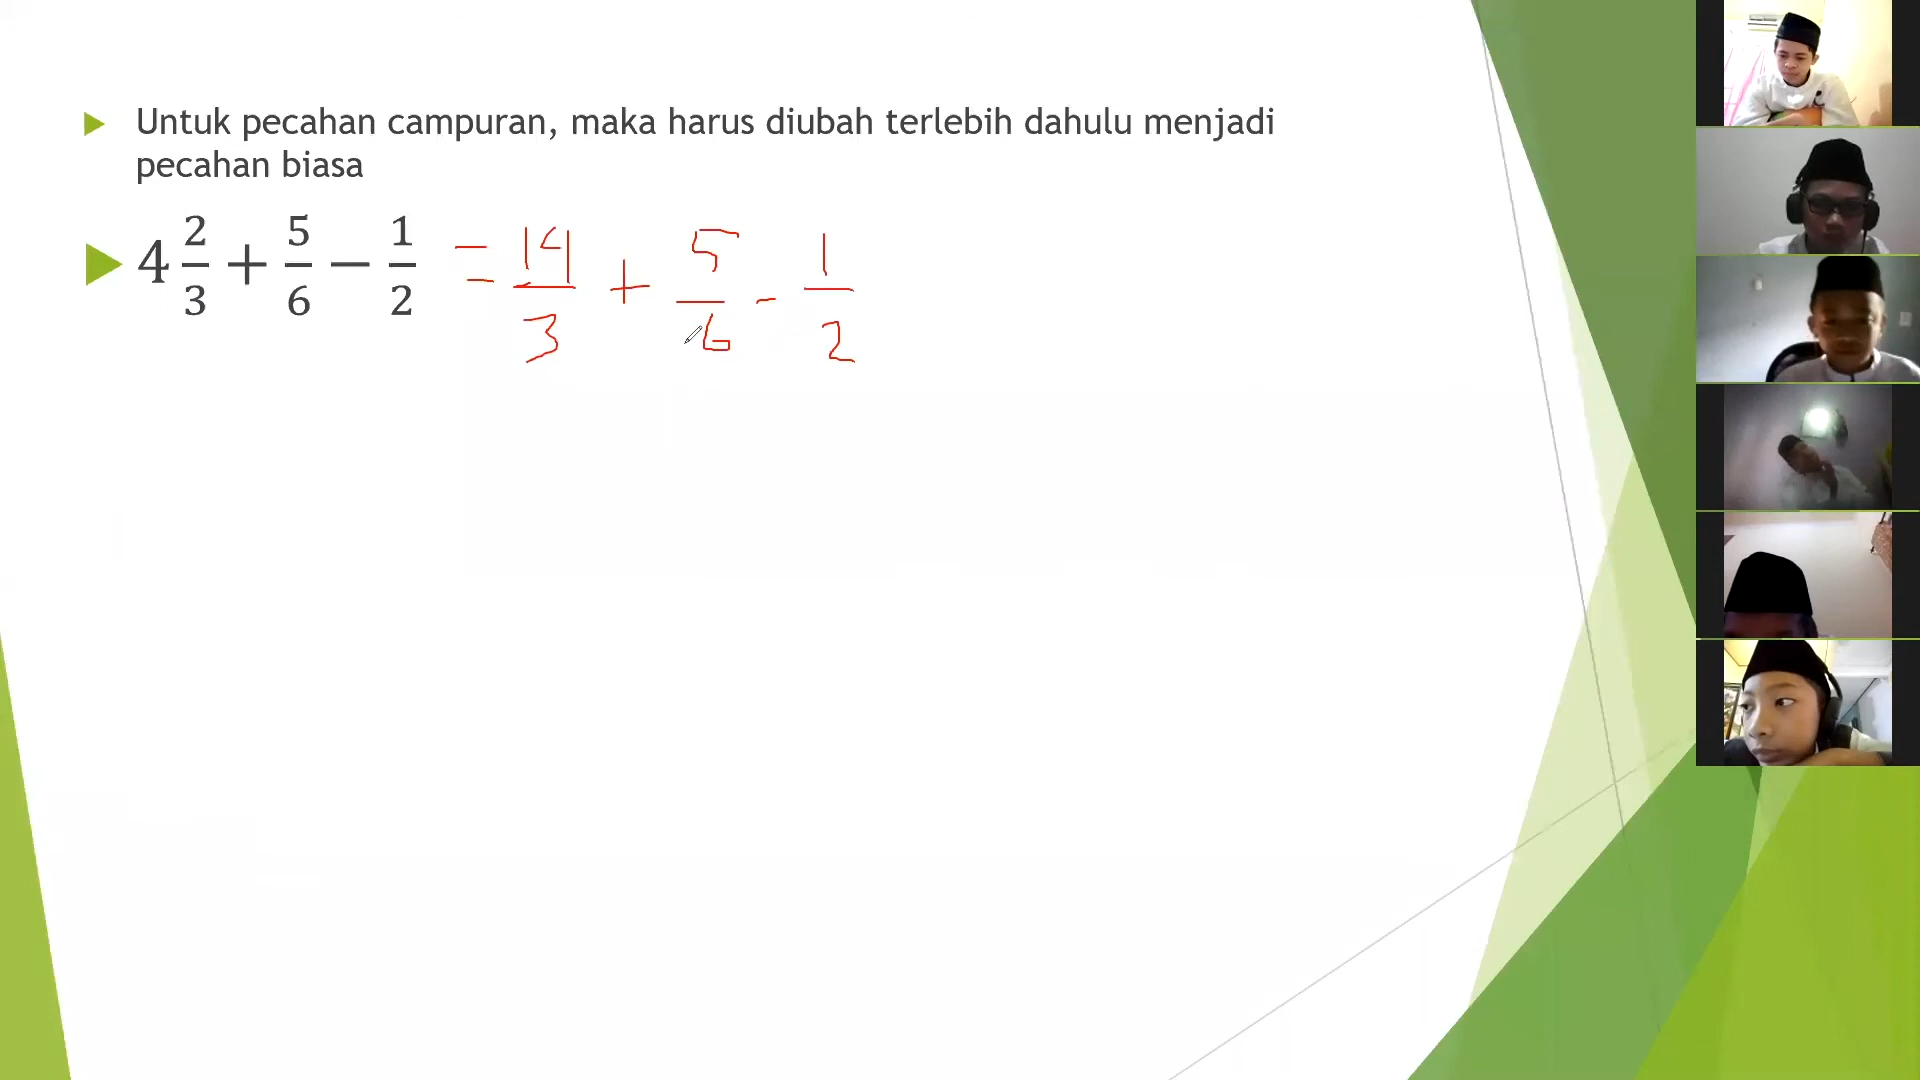 Untuk pecahan campuran, maka harus diubah terlebih dahulu menjadi
pecahan biasa
4 2/3 + 5/6 − 1/2 = 14/3 + 5/6 - 1/2